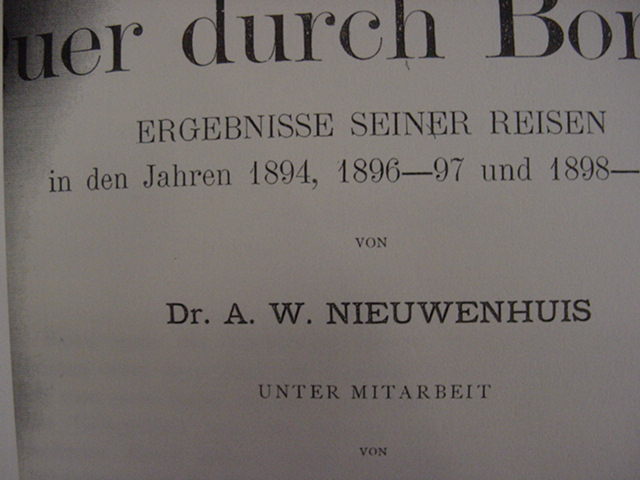 uer durch Bor
ERGEBNISSE SEINER REISEN
in den Jahren 1894, 1896—97 und 1898—
VON
Dr. A. W. NIEUWENHUIS
UNTER MITARBEIT
VON